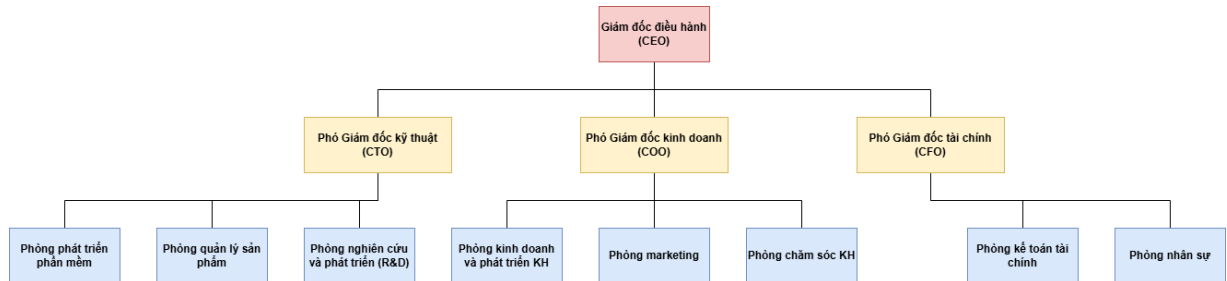 Giám đốc điều hành
(CEO)
Phó Giám đốc kỹ thuật
(CTO)
Phó Giám đốc kinh doanh
(COO)
Phó Giám đốc tài chính
(CFO)
Phòng phát triển
phần mềm
Phòng quản lý sản
phẩm
Phòng nghiên cứu
và phát triển (R&D)
Phòng kinh doanh
và phát triển KH
Phòng marketing
Phòng chăm sóc KH
Phòng kế toán tài
chính
Phòng nhân sự